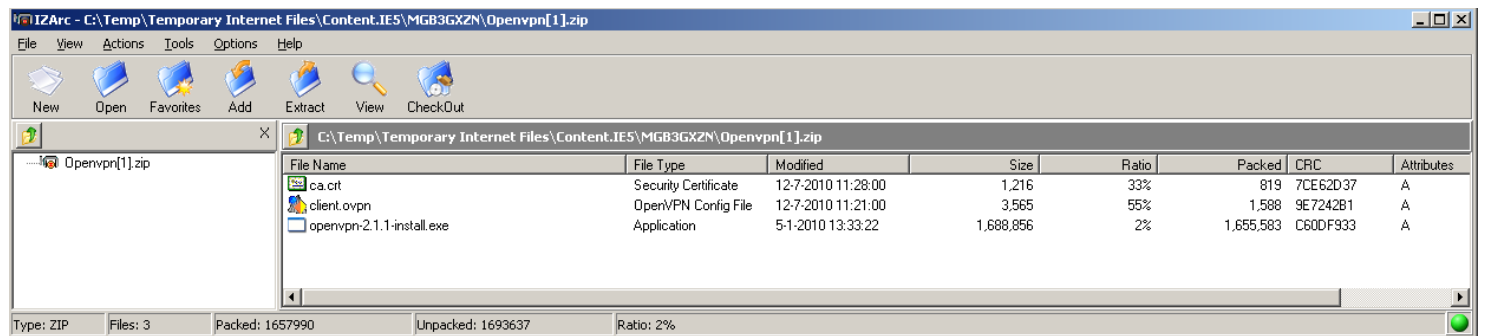 IZArc - C:\Temp\Temporary Internet Files\Content.IE5\MGB3GXZN\Openvpn[1].zip
File View Actions Tools Options Help
New Open Favorites Add Extract View CheckOut
C:\Temp\Temporary Internet Files\Content.IE5\MGB3GXZN\Openvpn[1].zip
Openvpn[1].zip
File Name File Type Modified Size Ratio Packed CRC Attributes
ca.crt Security Certificate 12-7-2010 11:28:00 1,216 33% 819 7CE62D37 A
client.ovpn OpenVPN Config File 12-7-2010 11:21:00 3,565 55% 1,588 9E7242B1 A
openvpn-2.1.1-install.exe Application 5-1-2010 13:33:22 1,688,856 2% 1,655,583 C60DF933 A
Type: ZIP Files: 3 Packed: 1657990 Unpacked: 1693637 Ratio: 2%